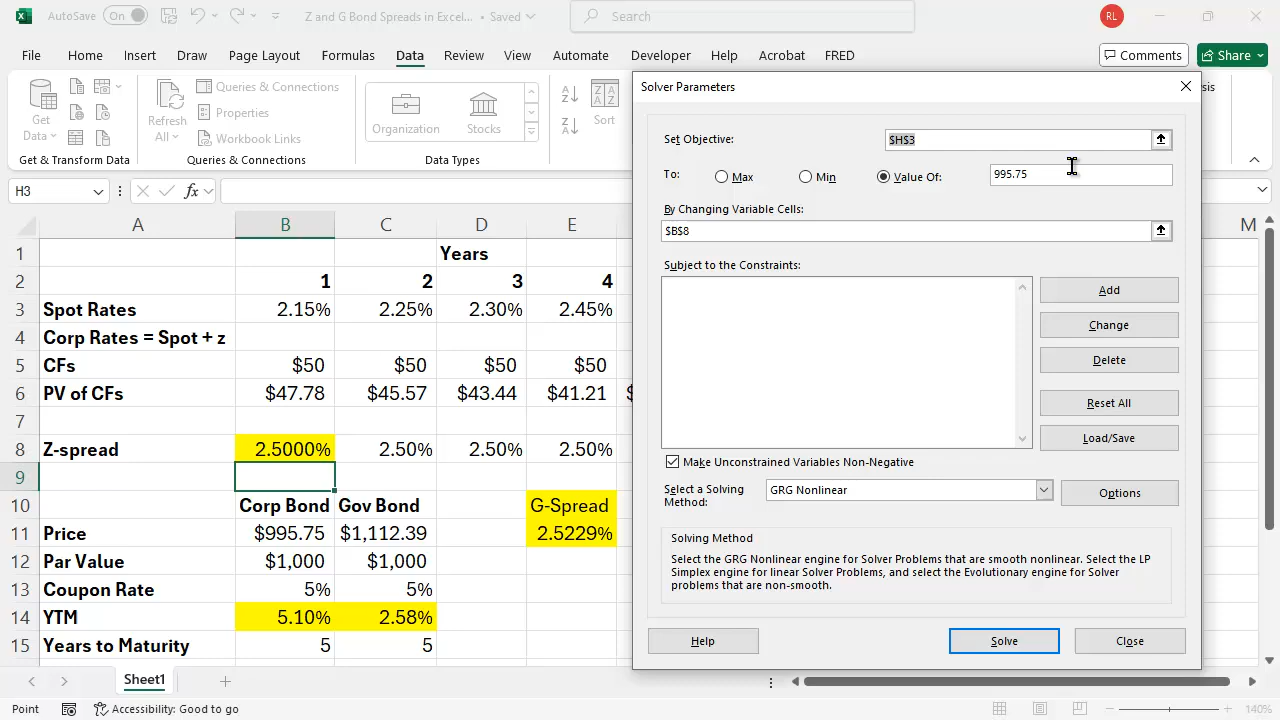 AutoSave On Z and G Bond Spreads in Excel... • Saved Search RL
File Home Insert Draw Page Layout Formulas Data Review View Automate Developer Help Acrobat FRED Comments Share
Get Data
Refresh All
Queries & Connections
Properties
Workbook Links
Organization Stocks
Sort
Get & Transform Data Queries & Connections Data Types
H3 fx
A B C D E M
1 Years
2 1 2 3 4
3 Spot Rates 2.15% 2.25% 2.30% 2.45%
4 Corp Rates = Spot + z
5 CFs $50 $50 $50 $50
6 PV of CFs $47.78 $45.57 $43.44 $41.21 $
7
8 Z-spread 2.5000% 2.50% 2.50% 2.50%
9
10 Corp Bond Gov Bond G-Spread
11 Price $995.75 $1,112.39 2.5229%
12 Par Value $1,000 $1,000
13 Coupon Rate 5% 5%
14 YTM 5.10% 2.58%
15 Years to Maturity 5 5
Sheet1
Point Accessibility: Good to go 140%
Solver Parameters
Set Objective: $H$3
To: Max Min Value Of: 995.75
By Changing Variable Cells:
$B$8
Subject to the Constraints:
Add
Change
Delete
Reset All
Load/Save
Make Unconstrained Variables Non-Negative
Select a Solving Method: GRG Nonlinear Options
Solving Method
Select the GRG Nonlinear engine for Solver Problems that are smooth nonlinear. Select the LP
Simplex engine for linear Solver Problems, and select the Evolutionary engine for Solver
problems that are non-smooth.
Help Solve Close